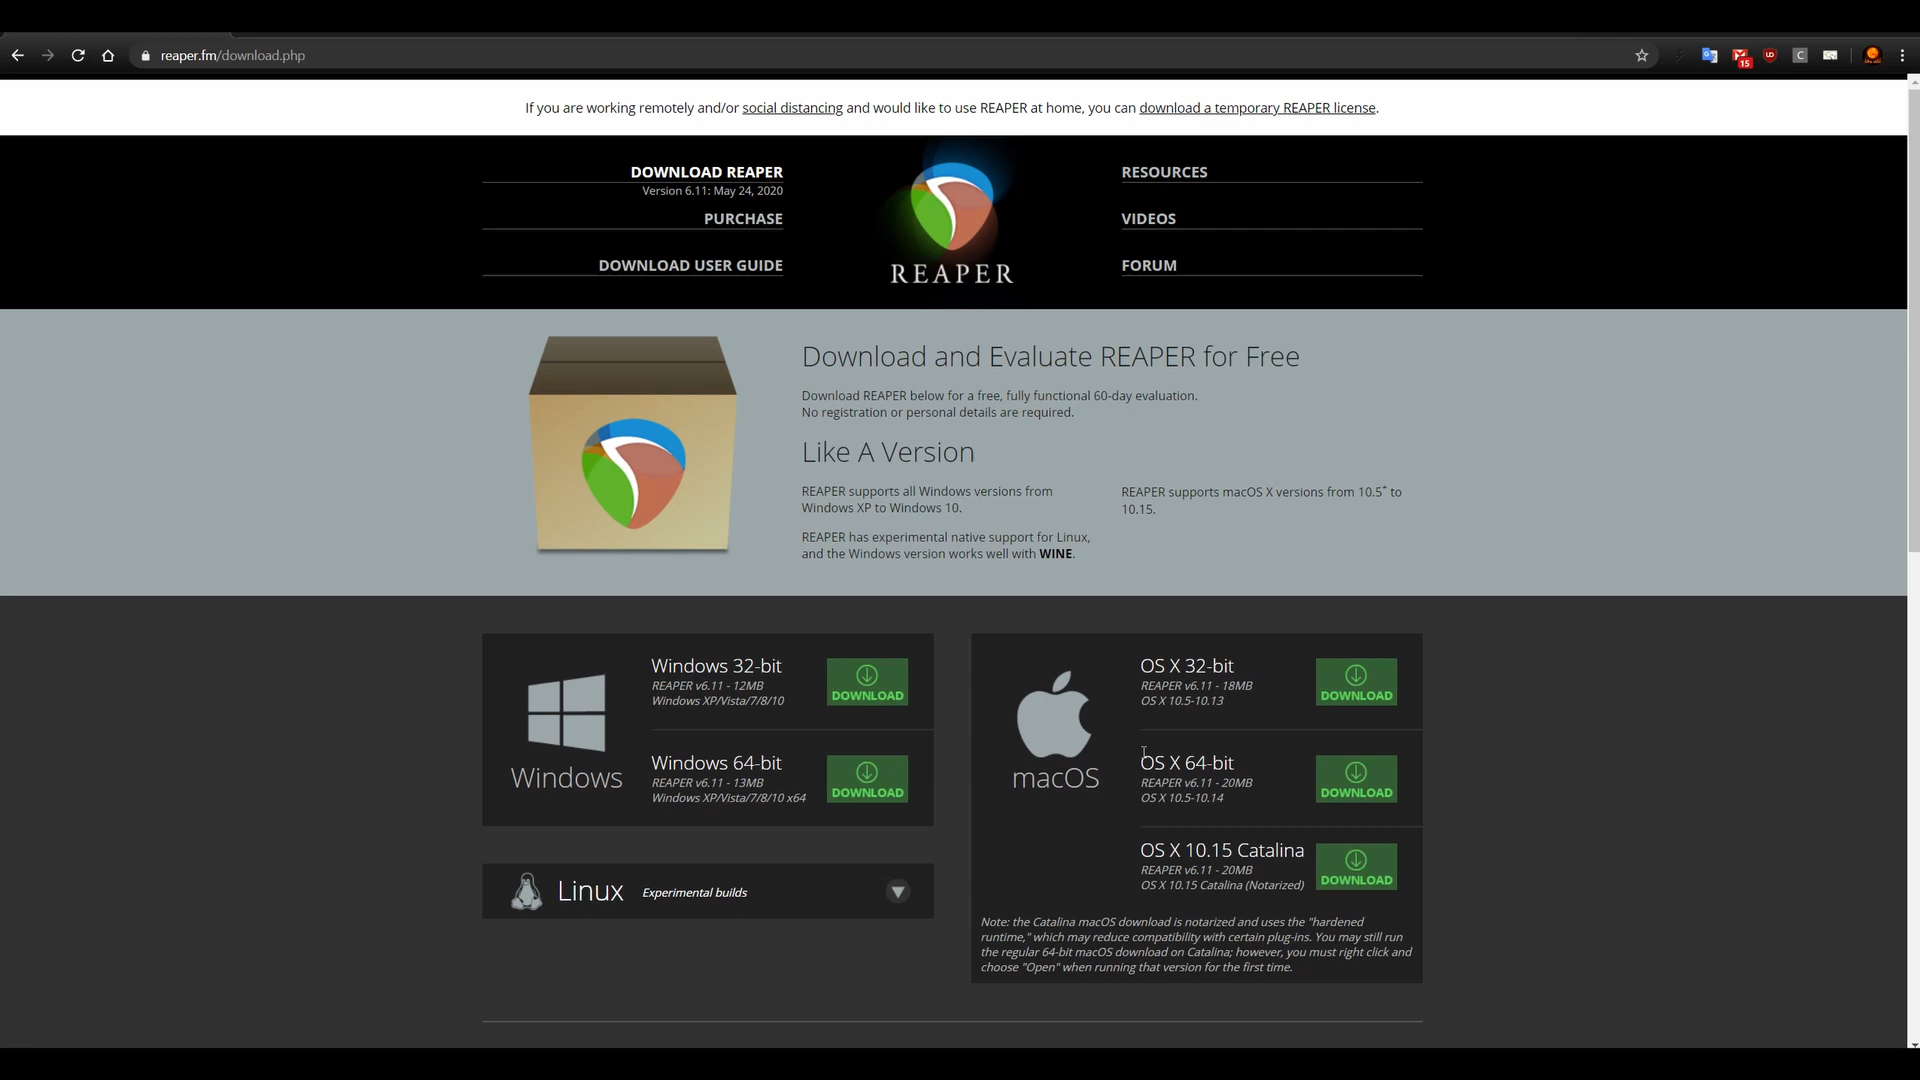 reaper.fm/download.php
15
If you are working remotely and/or social distancing and would like to use REAPER at home, you can download a temporary REAPER license.
DOWNLOAD REAPER
Version 6.11: May 24, 2020
PURCHASE
DOWNLOAD USER GUIDE
REAPER
RESOURCES
VIDEOS
FORUM
Download and Evaluate REAPER for Free
Download REAPER below for a free, fully functional 60-day evaluation.
No registration or personal details are required.
Like A Version
REAPER supports all Windows versions from
Windows XP to Windows 10.
REAPER has experimental native support for Linux,
and the Windows version works well with WINE.
REAPER supports macOS X versions from 10.5* to
10.15.
Windows
Windows 32-bit
REAPER v6.11 - 12MB
Windows XP/Vista/7/8/10
DOWNLOAD
Windows 64-bit
REAPER v6.11 - 13MB
Windows XP/Vista/7/8/10 x64
DOWNLOAD
Linux Experimental builds
macOS
OS X 32-bit
REAPER v6.11 - 18MB
OS X 10.5-10.13
DOWNLOAD
OS X 64-bit
REAPER v6.11 - 20MB
OS X 10.5-10.14
DOWNLOAD
OS X 10.15 Catalina
REAPER v6.11 - 20MB
OS X 10.15 Catalina (Notarized)
DOWNLOAD
Note: the Catalina macOS download is notarized and uses the "hardened
runtime," which may reduce compatibility with certain plug-ins. You may still run
the regular 64-bit macOS download on Catalina; however, you must right click and
choose "Open" when running that version for the first time.